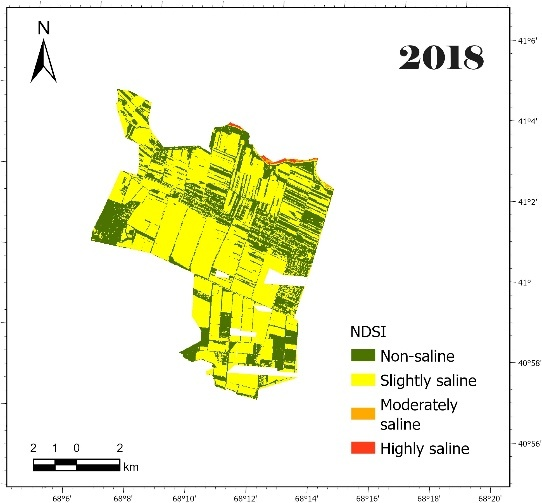 N
2018
41°6'
41°4'
41°2'
41°
40°58'
40°56'
NDSI
Non-saline
Slightly saline
Moderately
saline
Highly saline
2 1 0 2
km
68°6' 68°8' 68°10' 68°12' 68°14' 68°16' 68°18' 68°20'